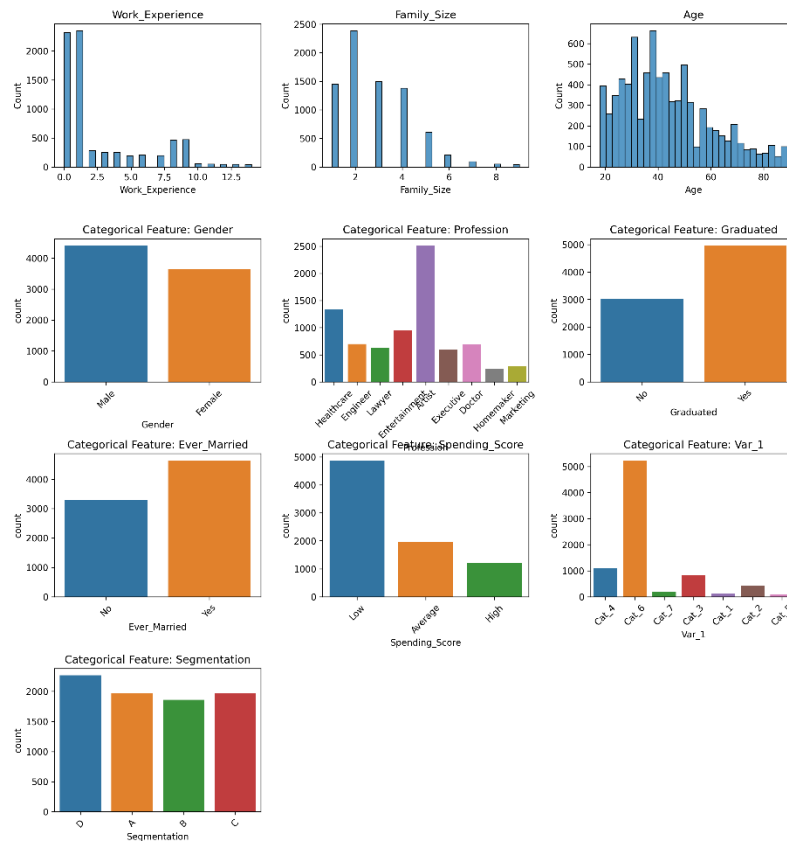 Work_Experience
Count
2500
2000
1500
1000
500
0
0.0 2.5 5.0 7.5 10.0 12.5
Work_Experience
Family_Size
Count
2500
2000
1500
1000
500
0
2 4 6 8
Family_Size
Age
Count
600
500
400
300
200
100
0
20 40 60 80
Age
Categorical Feature: Gender
count
4000
3000
2000
1000
0
Male Female
Gender
Categorical Feature: Profession
count
2500
2000
1500
1000
500
0
Healthcare Engineer Lawyer Entertainment Artist Executive Doctor Homemaker Marketing
Profession
Categorical Feature: Graduated
count
5000
4000
3000
2000
1000
0
No Yes
Graduated
Categorical Feature: Ever_Married
count
4000
3000
2000
1000
0
No Yes
Ever_Married
Categorical Feature: Spending_Score
count
5000
4000
3000
2000
1000
0
Low Average High
Spending_Score
Categorical Feature: Var_1
count
5000
4000
3000
2000
1000
0
Cat_4 Cat_6 Cat_7 Cat_3 Cat_1 Cat_2
Var_1
Categorical Feature: Segmentation
count
2000
1500
1000
500
0
D A B C
Segmentation